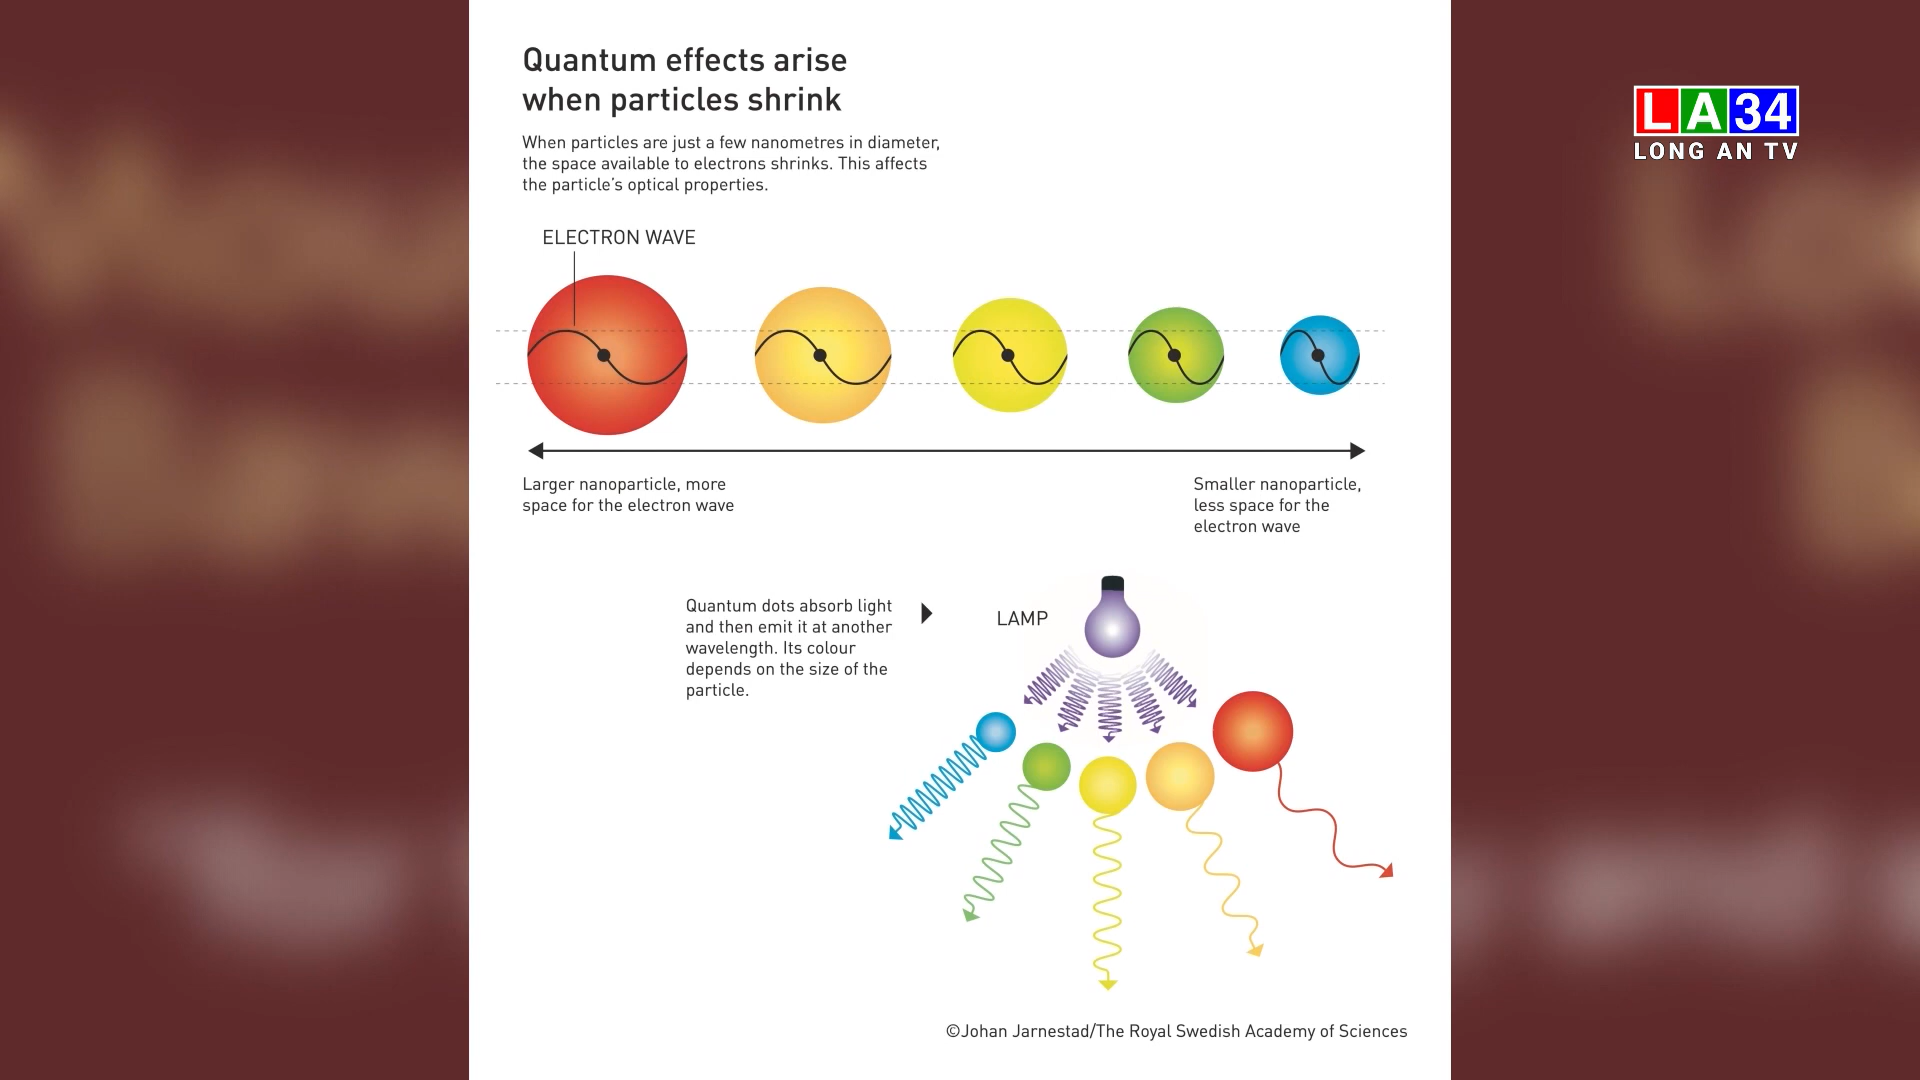 Quantum effects arise
when particles shrink
When particles are just a few nanometres in diameter,
the space available to electrons shrinks. This affects
the particle's optical properties.
ELECTRON WAVE
Larger nanoparticle, more
space for the electron wave
Smaller nanoparticle,
less space for the
electron wave
Quantum dots absorb light
and then emit it at another
wavelength. Its colour
depends on the size of the
particle.
LAMP
©Johan Jarnestad/The Royal Swedish Academy of Sciences
LA34
LONG AN TV